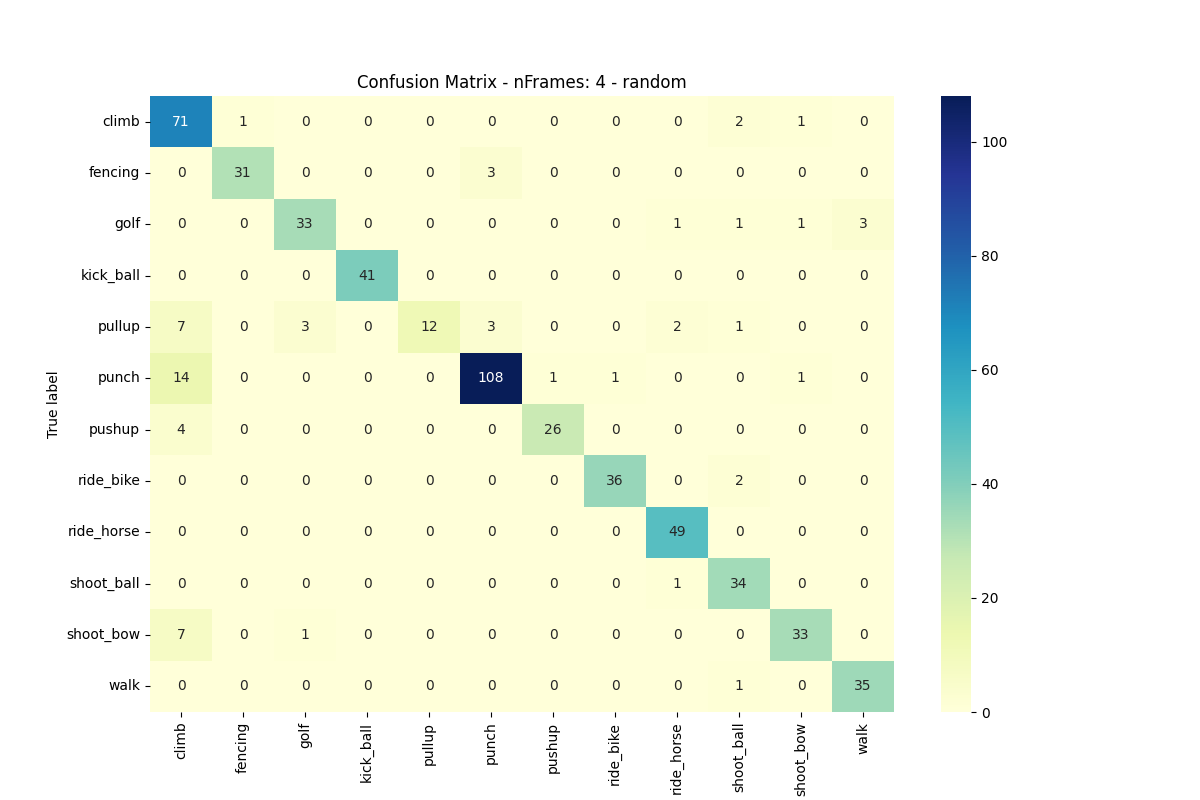 Confusion Matrix - nFrames: 4 - random
True label
climb 71 1 0 0 0 0 0 0 0 2 1 0
fencing 0 31 0 0 0 3 0 0 0 0 0 0
golf 0 0 33 0 0 0 0 0 1 1 1 3
kick_ball 0 0 0 41 0 0 0 0 0 0 0 0
pullup 7 0 3 0 12 3 0 0 2 1 0 0
punch 14 0 0 0 0 108 1 1 0 0 1 0
pushup 4 0 0 0 0 0 26 0 0 0 0 0
ride_bike 0 0 0 0 0 0 0 36 0 2 0 0
ride_horse 0 0 0 0 0 0 0 0 49 0 0 0
shoot_ball 0 0 0 0 0 0 0 0 1 34 0 0
shoot_bow 7 0 1 0 0 0 0 0 0 0 33 0
walk 0 0 0 0 0 0 0 0 0 1 0 35
climb fencing golf kick_ball pullup punch pushup ride_bike ride_horse shoot_ball shoot_bow walk
100
80
60
40
20
0